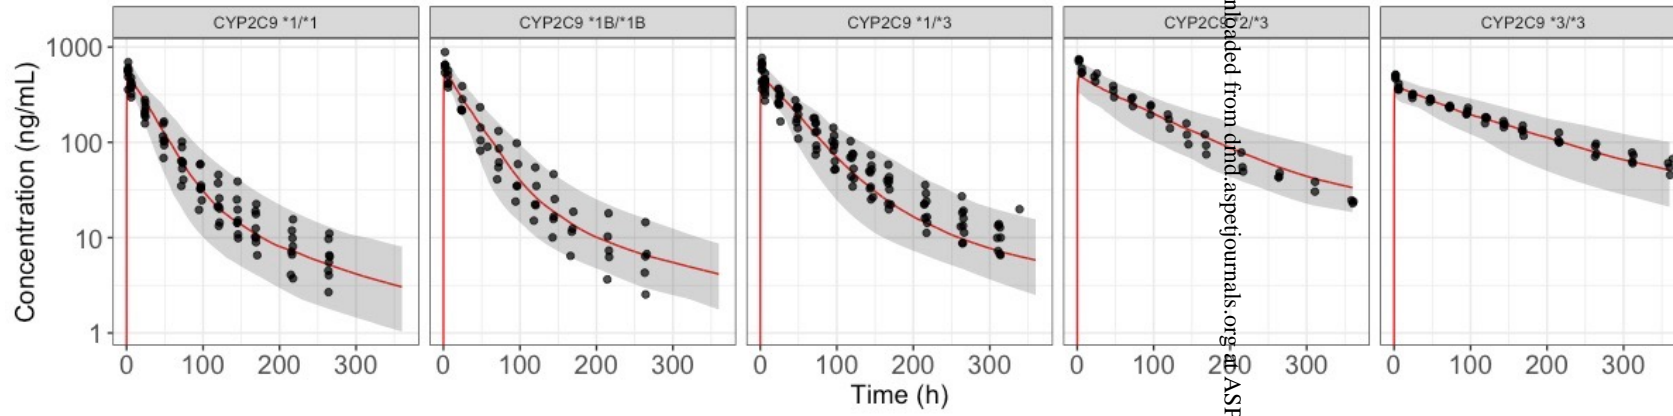 CYP2C9 *1/*1
CYP2C9 *1B/*1B
CYP2C9 *1/*3
CYP2C9 *2/*3
CYP2C9 *3/*3
Concentration (ng/mL)
1000
100
10
1
0 100 200 300
0 100 200 300
0 100 200 300
0 100 300
0 100 200 300
Time (h)
nloaded from dmd.aspetjournals.org at ASP